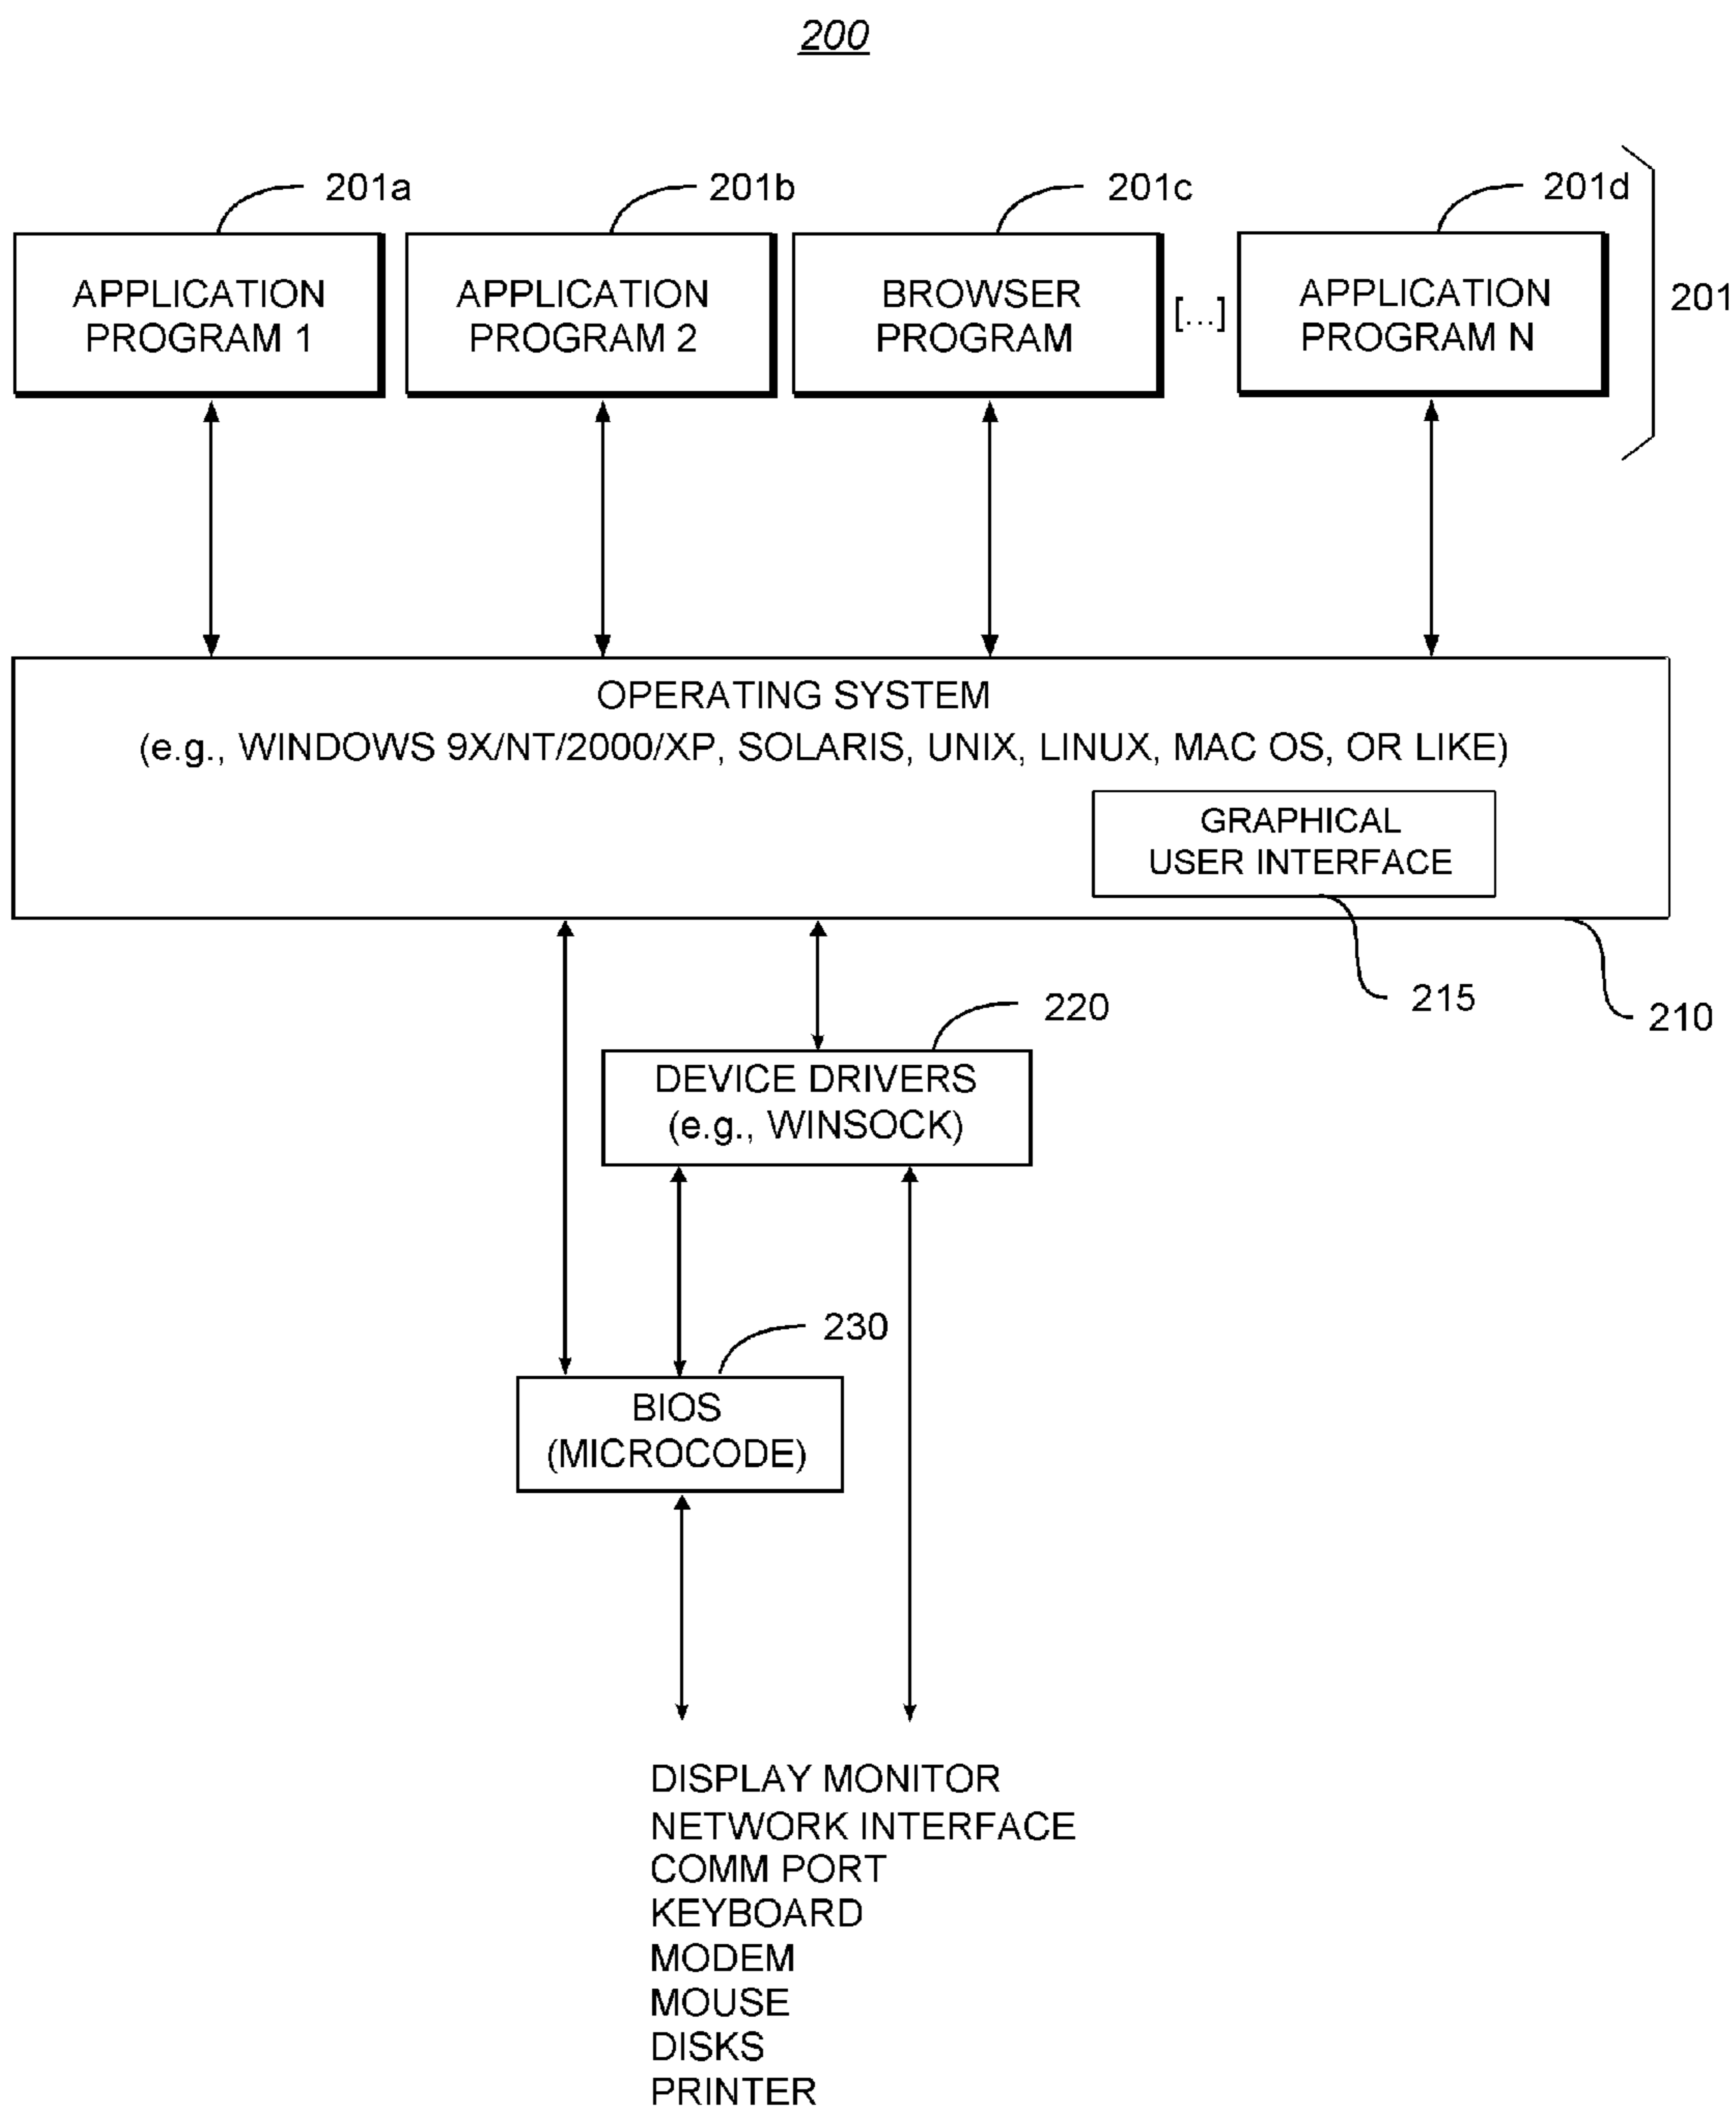 200
201a
201b
201c
201d
APPLICATION
PROGRAM 1
APPLICATION
PROGRAM 2
BROWSER
PROGRAM
[...]
APPLICATION
PROGRAM N
201
OPERATING SYSTEM
(e.g., WINDOWS 9X/NT/2000/XP, SOLARIS, UNIX, LINUX, MAC OS, OR LIKE)
GRAPHICAL
USER INTERFACE
215
210
220
DEVICE DRIVERS
(e.g., WINSOCK)
230
BIOS
(MICROCODE)
DISPLAY MONITOR
NETWORK INTERFACE
COMM PORT
KEYBOARD
MODEM
MOUSE
DISKS
PRINTER